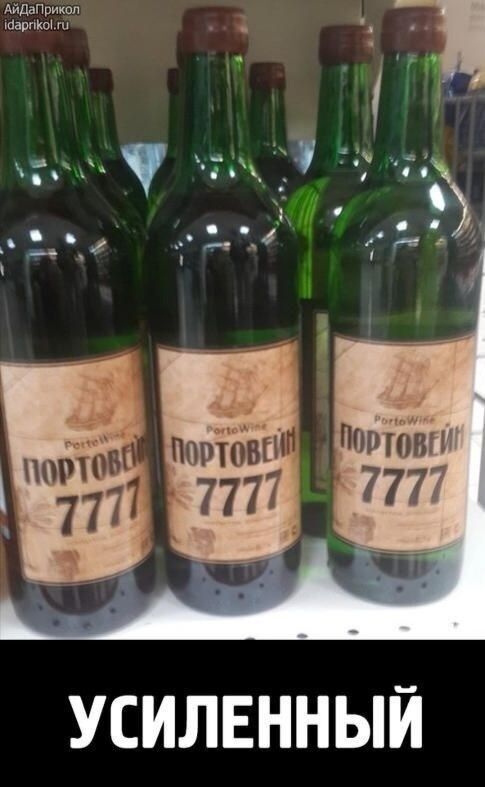 АйДаПрикол
idaprikol.ru
PortoWine
ПОРТОВЕЙН
7777
PortoWine
ПОРТОВЕЙН
7777
PortoWine
ПОРТОВЕЙН
7777
УСИЛЕННЫЙ